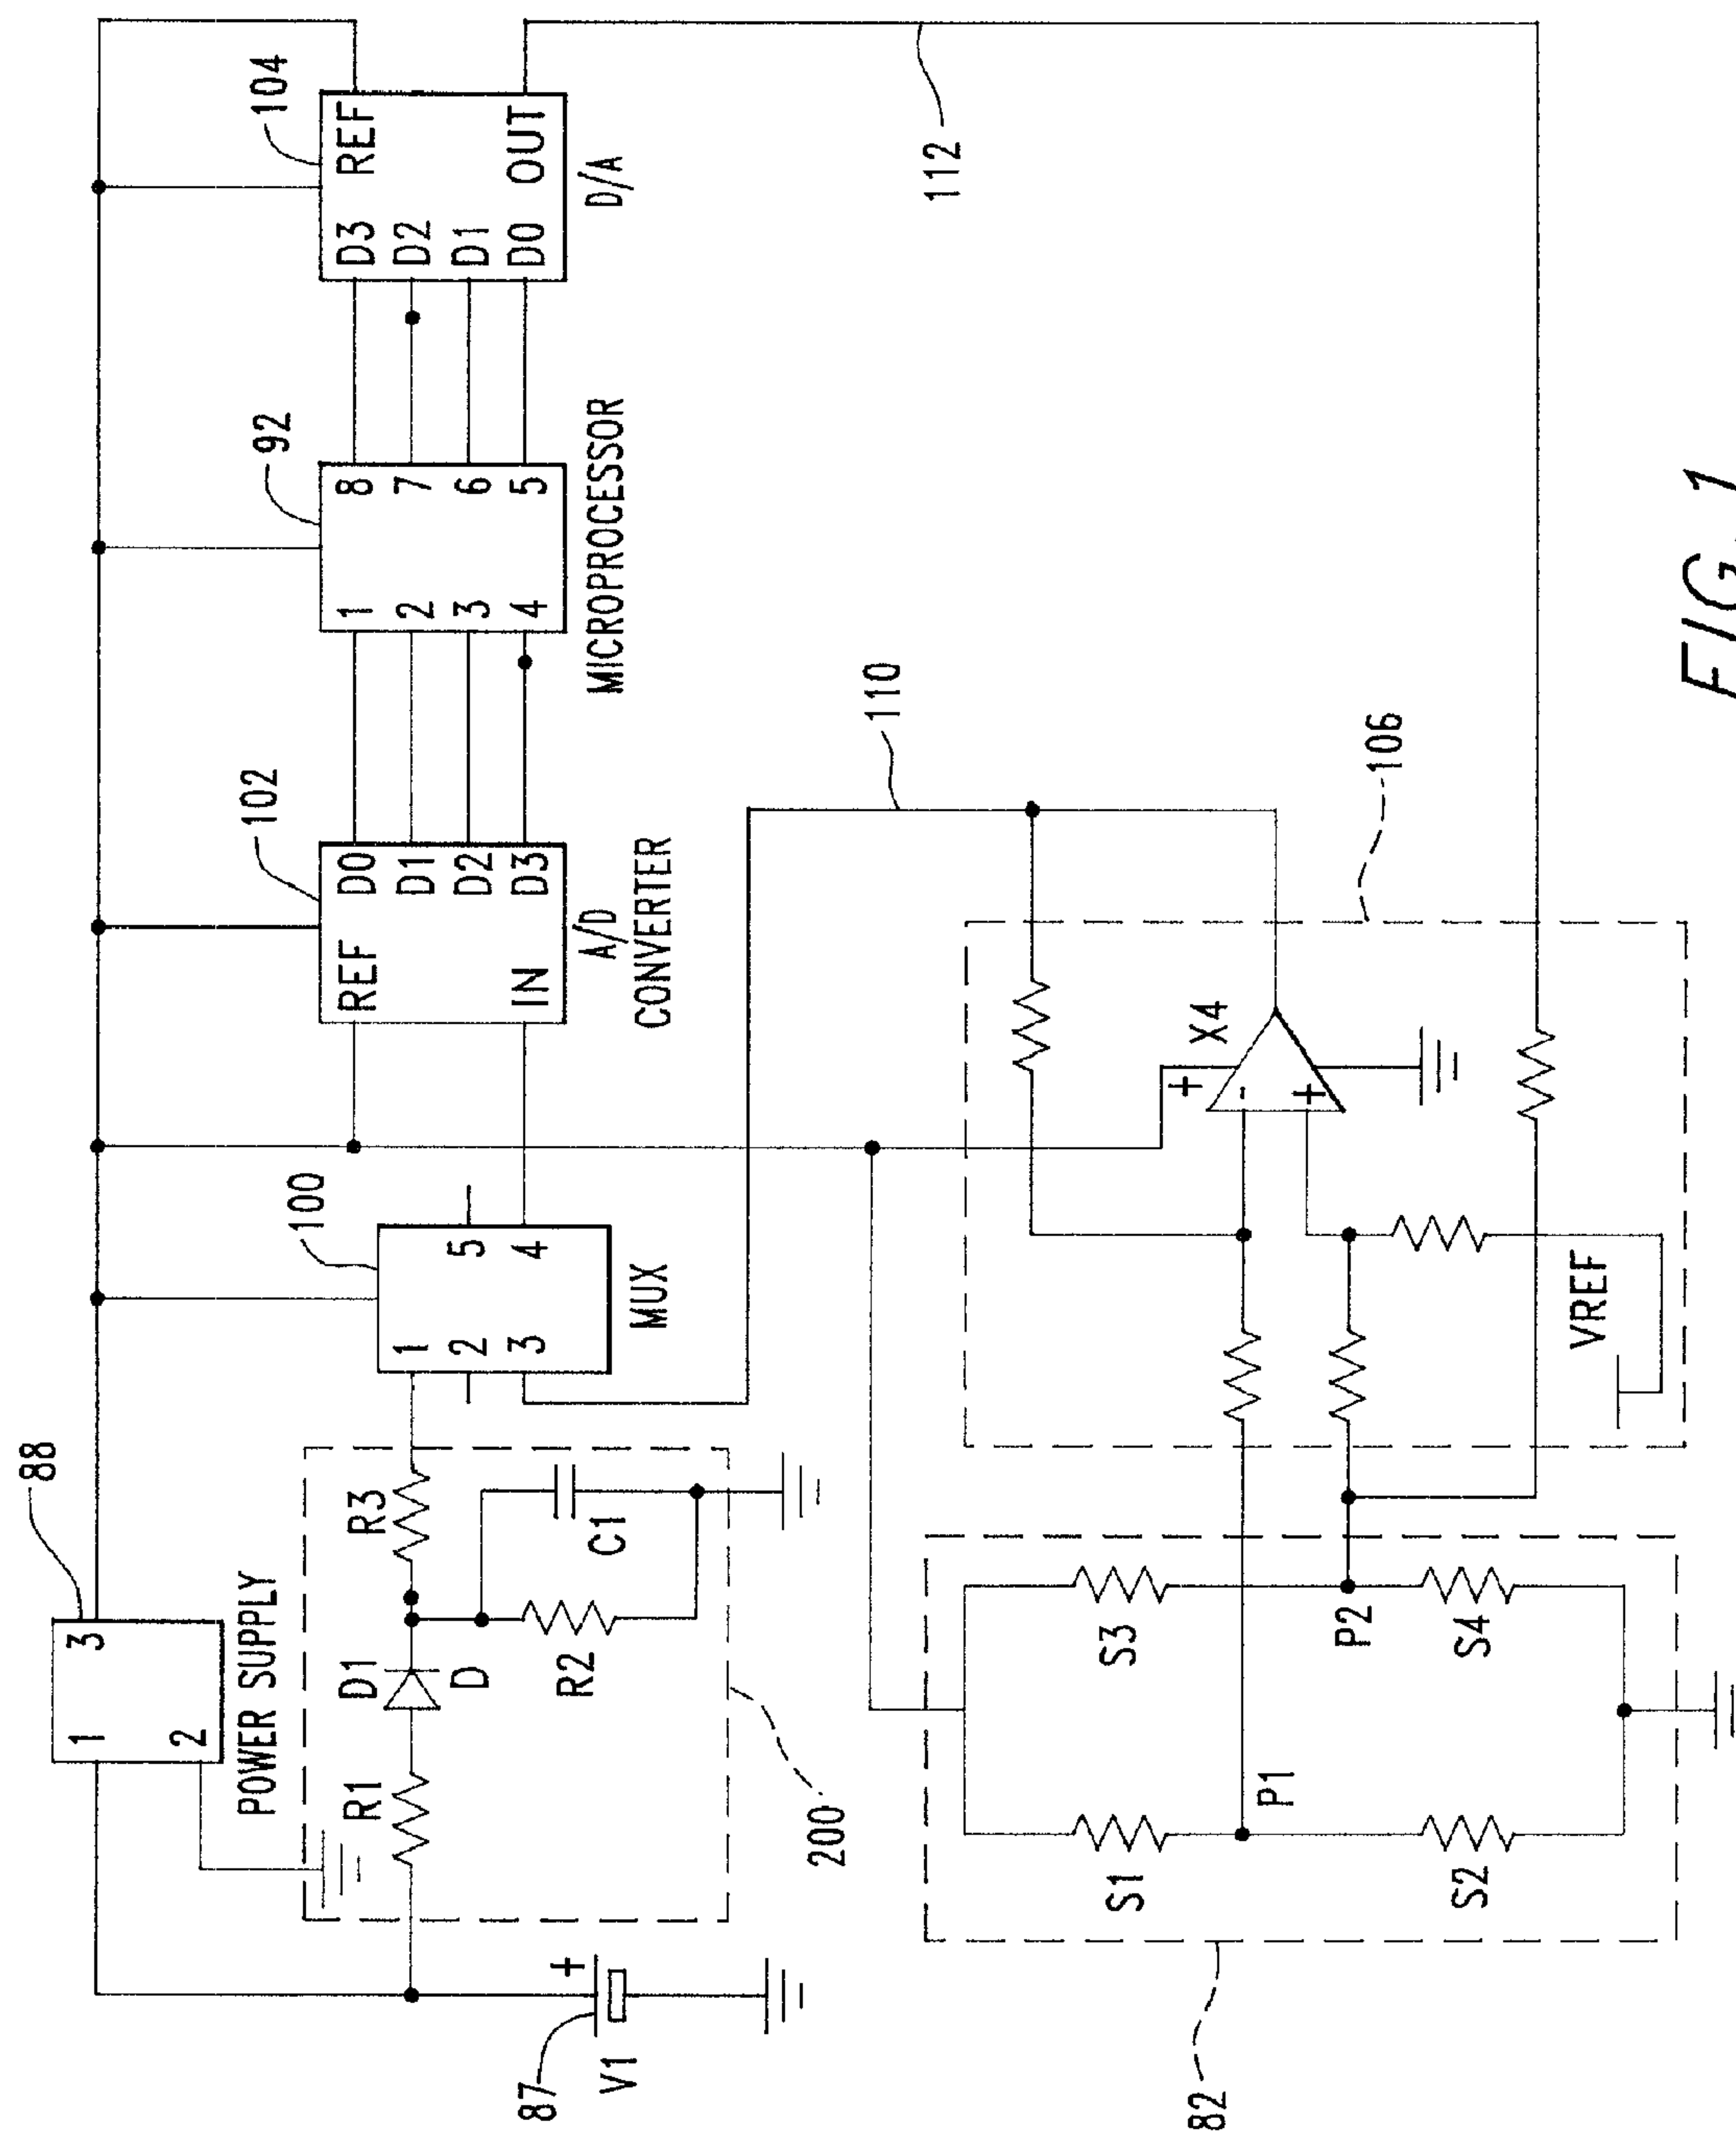 88
3
1
2
POWER SUPPLY
104
REF
D3
D2
D1
D0
OUT
D/A
92
8
7
6
5
1
2
3
4
MICROPROCESSOR
102
D0
D1
D2
D3
REF
IN
A/D
CONVERTER
100
5
4
1
2
3
MUX
R3
D1
D
C1
R2
R1
200
+
87
V1
112
110
106
X4
+
-
+
VREF
S3
P2
S4
P1
S1
S2
82
FIG. 1